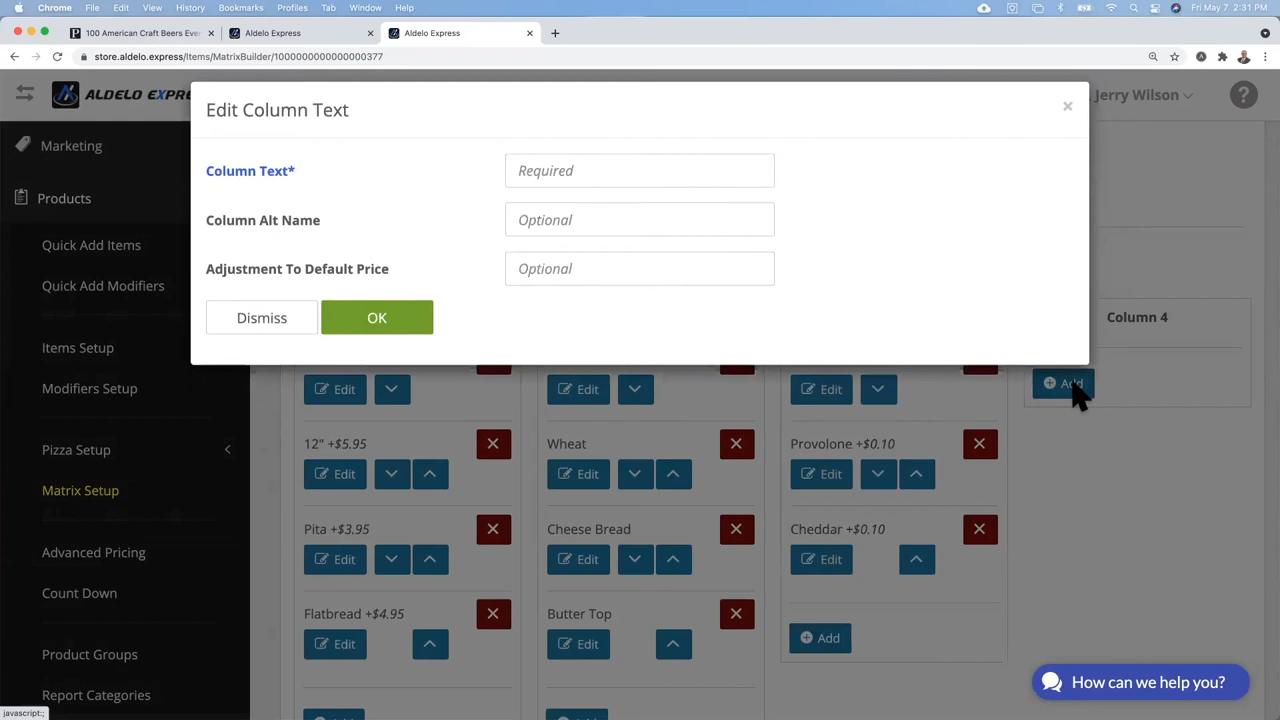 Chrome File Edit View History Bookmarks Profiles Tab Window Help Fri May 7 2:31 PM
100 American Craft Beers Eve Aldelo Express Aldelo Express
store.aldelo.express/Items/MatrixBuilder/1000000000000000377
ALDELO EXPRE
Jerry Wilson
Edit Column Text
Column Text* Required
Column Alt Name Optional
Adjustment To Default Price Optional
Dismiss OK
Marketing
Products
Quick Add Items
Quick Add Modifiers
Items Setup
Modifiers Setup
Pizza Setup
Matrix Setup
Advanced Pricing
Count Down
Product Groups
Report Categories
Column 4
Add
Edit Edit Edit
12" +$5.95 Wheat Provolone +$0.10
Edit Edit Edit
Pita +$3.95 Cheese Bread Cheddar +$0.10
Edit Edit Edit
Flatbread +$4.95 Butter Top
Add
Edit Edit
How can we help you?
javascript:;